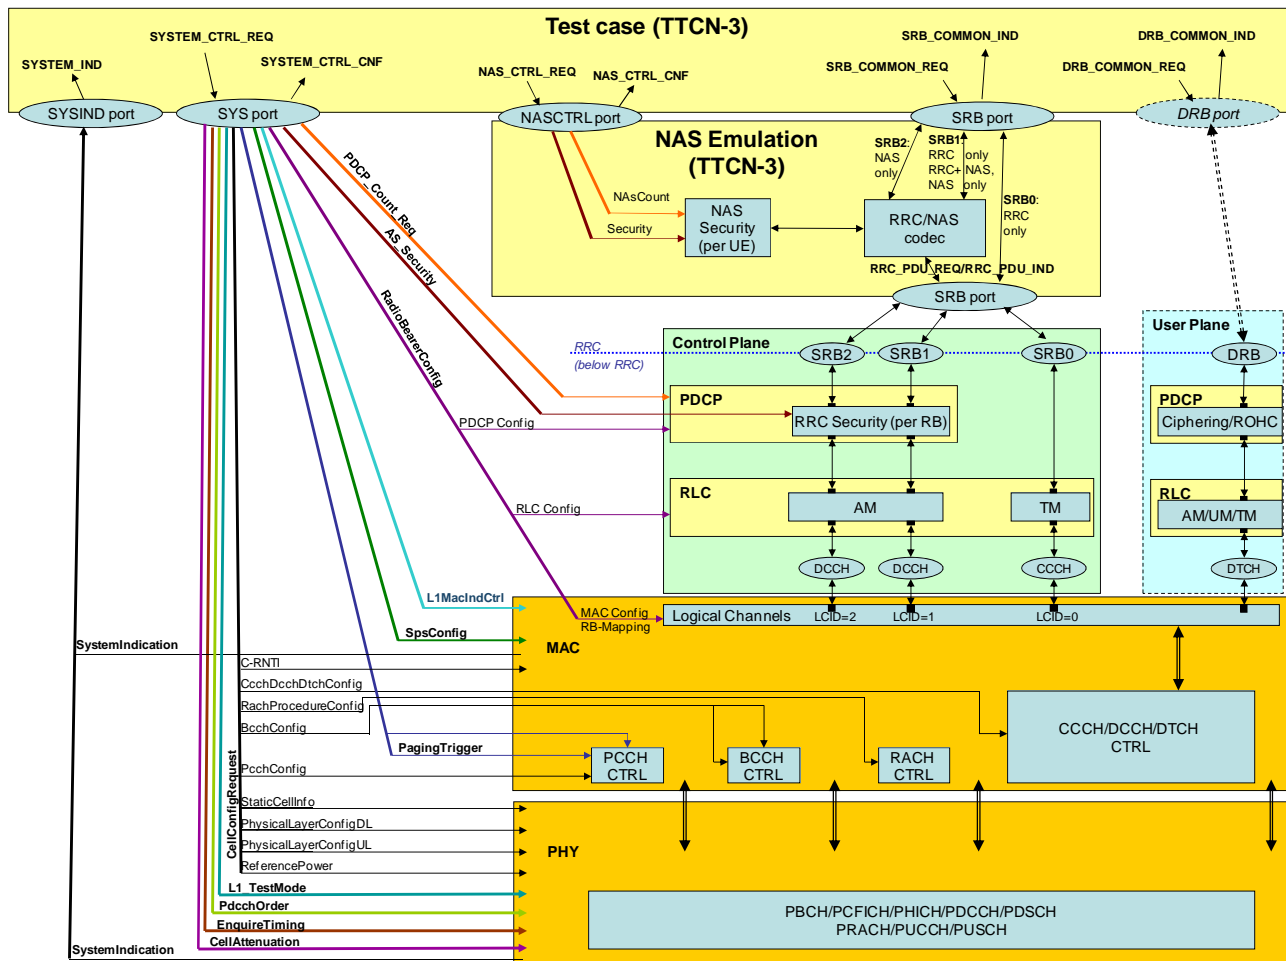 Test case (TTCN-3)
SYSTEM_CTRL_REQ
SYSTEM_IND
SYSTEM_CTRL_CNF
NAS_CTRL_REQ
NAS_CTRL_CNF
SRB_COMMON_IND
SRB_COMMON_REQ
DRB_COMMON_IND
DRB_COMMON_REQ
SYSIND port
SYS port
NASCTRL port
SRB port
DRB port
NAS Emulation
(TTCN-3)
SRB2:
NAS
only
SRB1:
RRC only
RRC+ NAS,
NAS only
SRB0:
RRC
only
NAsCount
Security
NAS
Security
(per UE)
RRC/NAS
codec
RRC_PDU_REQ/RRC_PDU_IND
SRB port
PDCP_Count_Req
AS_Security
RadioBearerConfig
Control Plane
User Plane
RRC
(below RRC)
SRB2
SRB1
SRB0
DRB
PDCP
RRC Security (per RB)
PDCP Config
PDCP
Ciphering/ROHC
RLC
AM
TM
RLC Config
RLC
AM/UM/TM
DCCH
DCCH
CCCH
DTCH
L1MacIndCtrl
MAC Config
RB-Mapping
Logical Channels
LCID=2
LCID=1
LCID=0
SpsConfig
MAC
SystemIndication
C-RNTI
CcchDcchDtchConfig
RachProcedureConfig
BcchConfig
PagingTrigger
PcchConfig
PCCH
CTRL
BCCH
CTRL
RACH
CTRL
CCCH/DCCH/DTCH
CTRL
CellConfigRequest
StaticCellInfo
PhysicalLayerConfigDL
PhysicalLayerConfigUL
ReferencePower
PHY
L1_TestMode
PdcchOrder
EnquireTiming
CellAttenuation
SystemIndication
PBCH/PCFICH/PHICH/PDCCH/PDSCH
PRACH/PUCCH/PUSCH